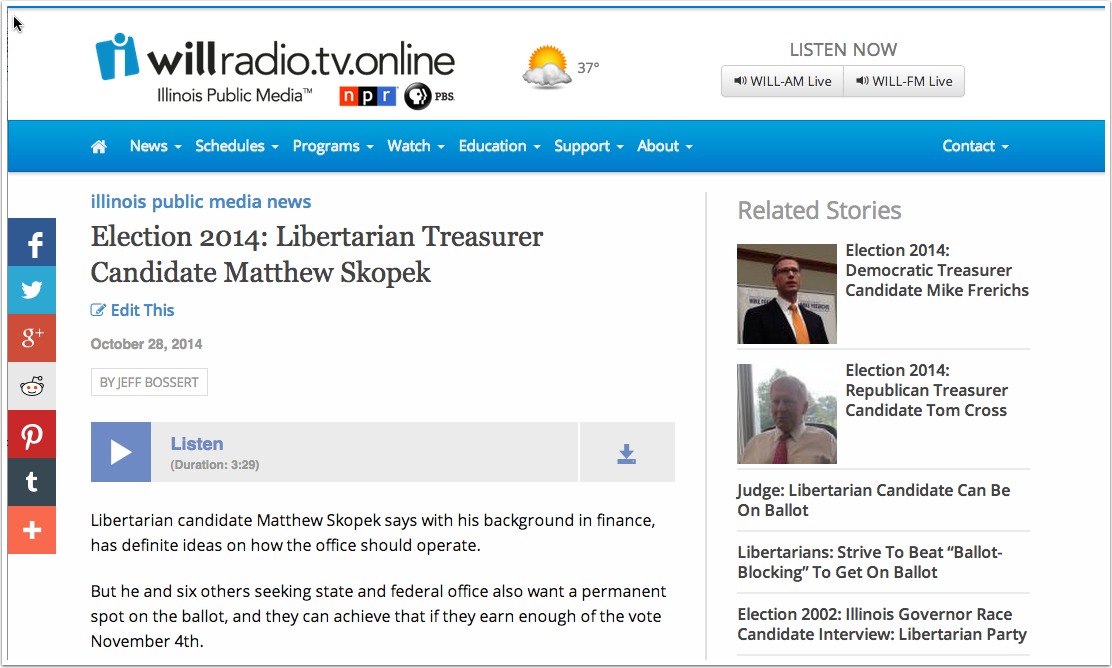 willradio.tv.online
Illinois Public Media™
npr
PBS.
37°
LISTEN NOW
WILL-AM Live
WILL-FM Live
News
Schedules
Programs
Watch
Education
Support
About
Contact
illinois public media news
Election 2014: Libertarian Treasurer
Candidate Matthew Skopek
Edit This
October 28, 2014
BY JEFF BOSSERT
Listen
(Duration: 3:29)
Libertarian candidate Matthew Skopek says with his background in finance,
has definite ideas on how the office should operate.
But he and six others seeking state and federal office also want a permanent
spot on the ballot, and they can achieve that if they earn enough of the vote
November 4th.
Related Stories
Election 2014:
Democratic Treasurer
Candidate Mike Frerichs
Election 2014:
Republican Treasurer
Candidate Tom Cross
Judge: Libertarian Candidate Can Be
On Ballot
Libertarians: Strive To Beat “Ballot-
Blocking” To Get On Ballot
Election 2002: Illinois Governor Race
Candidate Interview: Libertarian Party